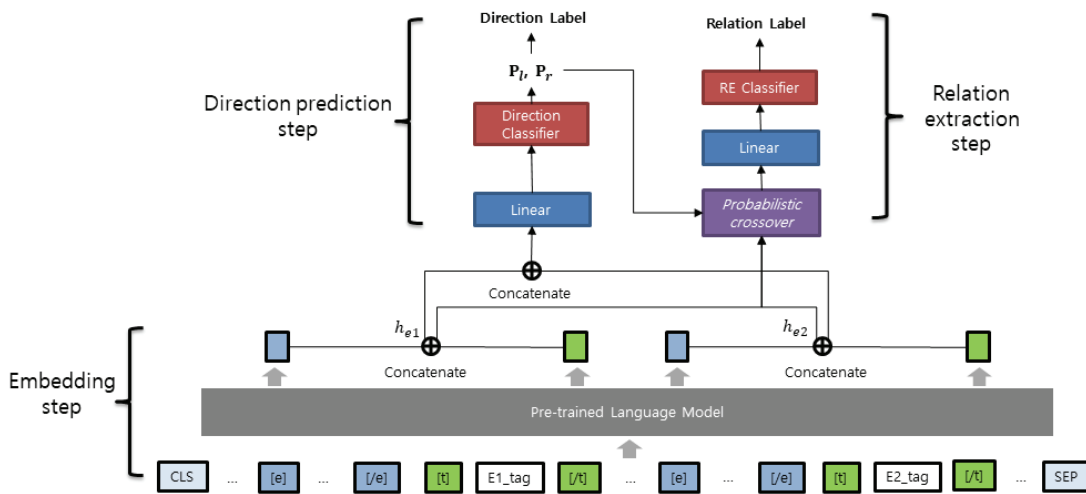 Direction Label
Relation Label
P_l, P_r
RE Classifier
Direction prediction
step
Direction
Classifier
Relation
extraction
step
Linear
Linear
Probabilistic
crossover
Concatenate
h_e1
h_e2
Concatenate
Concatenate
Embedding
step
Pre-trained Language Model
CLS ... [e] ... [/e] [t] E1_tag [/t] ... [e] ... [/e] [t] E2_tag [/t] ... SEP